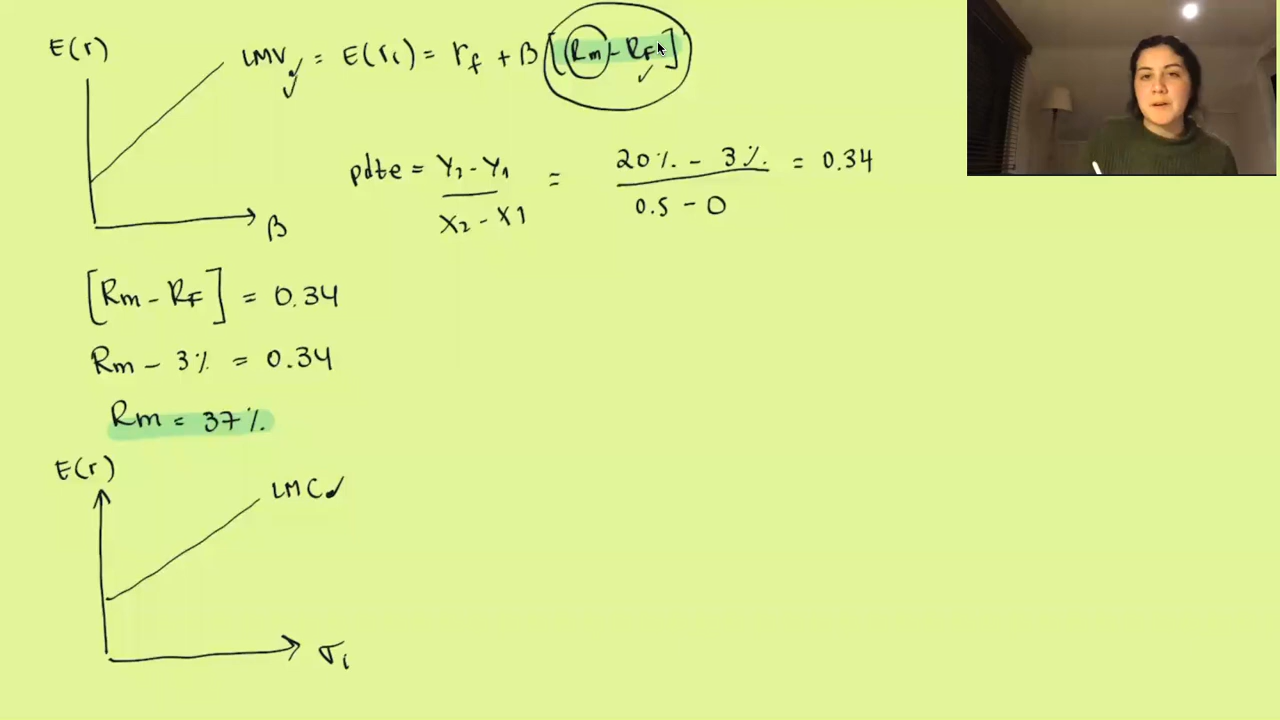 E(r)
LMV = E(ri) = rf + β [Rm - RF]
β
pdte = Y2 - Y1 / X2 - X1 = 20% - 3% / 0.5 - 0 = 0.34
[Rm - RF] = 0.34
Rm - 3% = 0.34
Rm = 37%
E(r)
LMC
σi